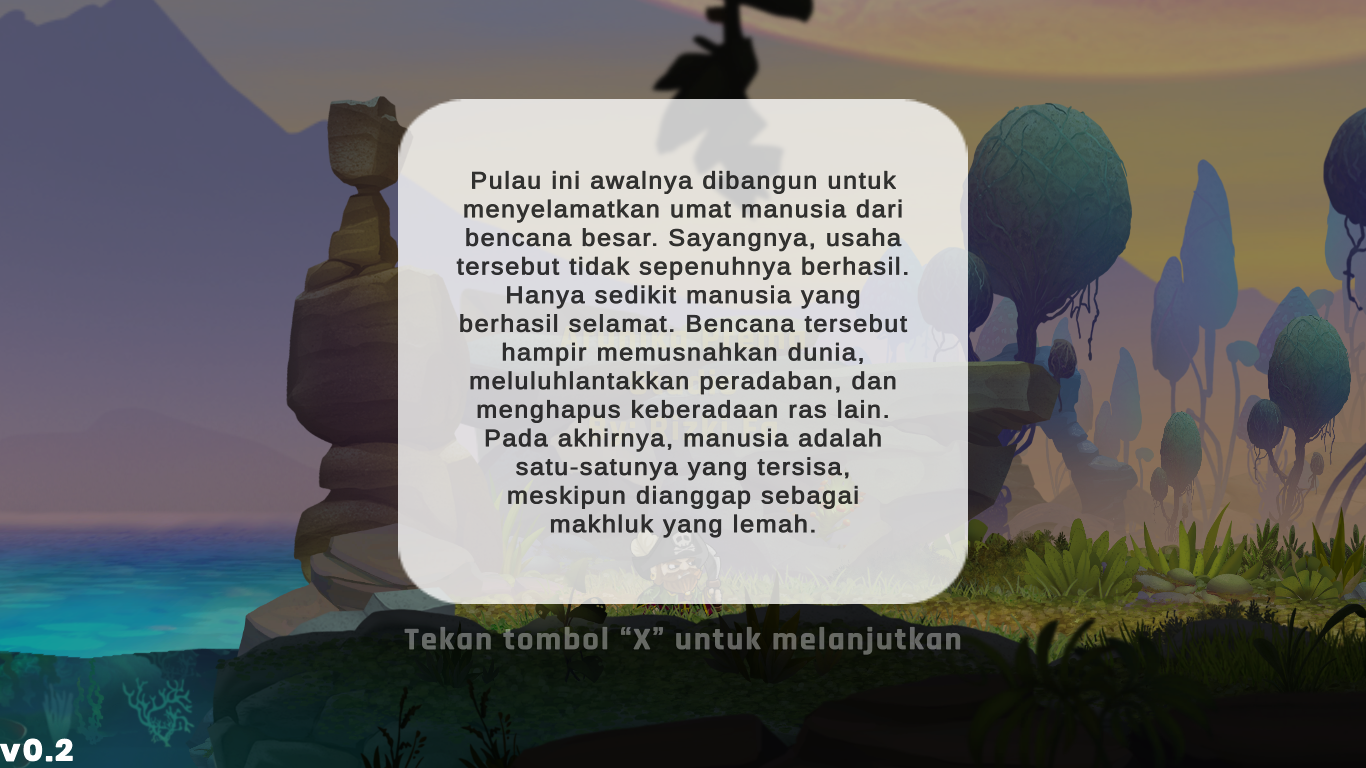 Pulau ini awalnya dibangun untuk
menyelamatkan umat manusia dari
bencana besar. Sayangnya, usaha
tersebut tidak sepenuhnya berhasil.
Hanya sedikit manusia yang
berhasil selamat. Bencana tersebut
hampir memusnahkan dunia,
meluluhlantakkan peradaban, dan
menghapus keberadaan ras lain.
Pada akhirnya, manusia adalah
satu-satunya yang tersisa,
meskipun dianggap sebagai
makhluk yang lemah.
Tekan tombol “X” untuk melanjutkan
v0.2